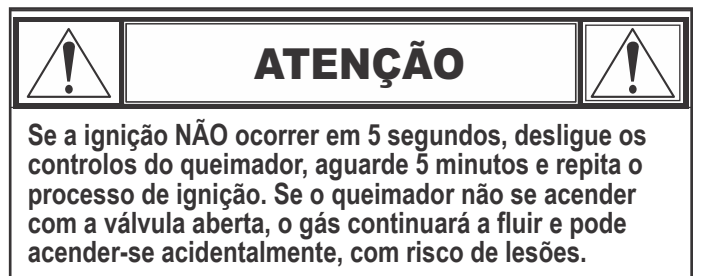 ATENÇÃO
Se a ignição NÃO ocorrer em 5 segundos, desligue os
controlos do queimador, aguarde 5 minutos e repita o
processo de ignição. Se o queimador não se acender
com a válvula aberta, o gás continuará a fluir e pode
acender-se acidentalmente, com risco de lesões.